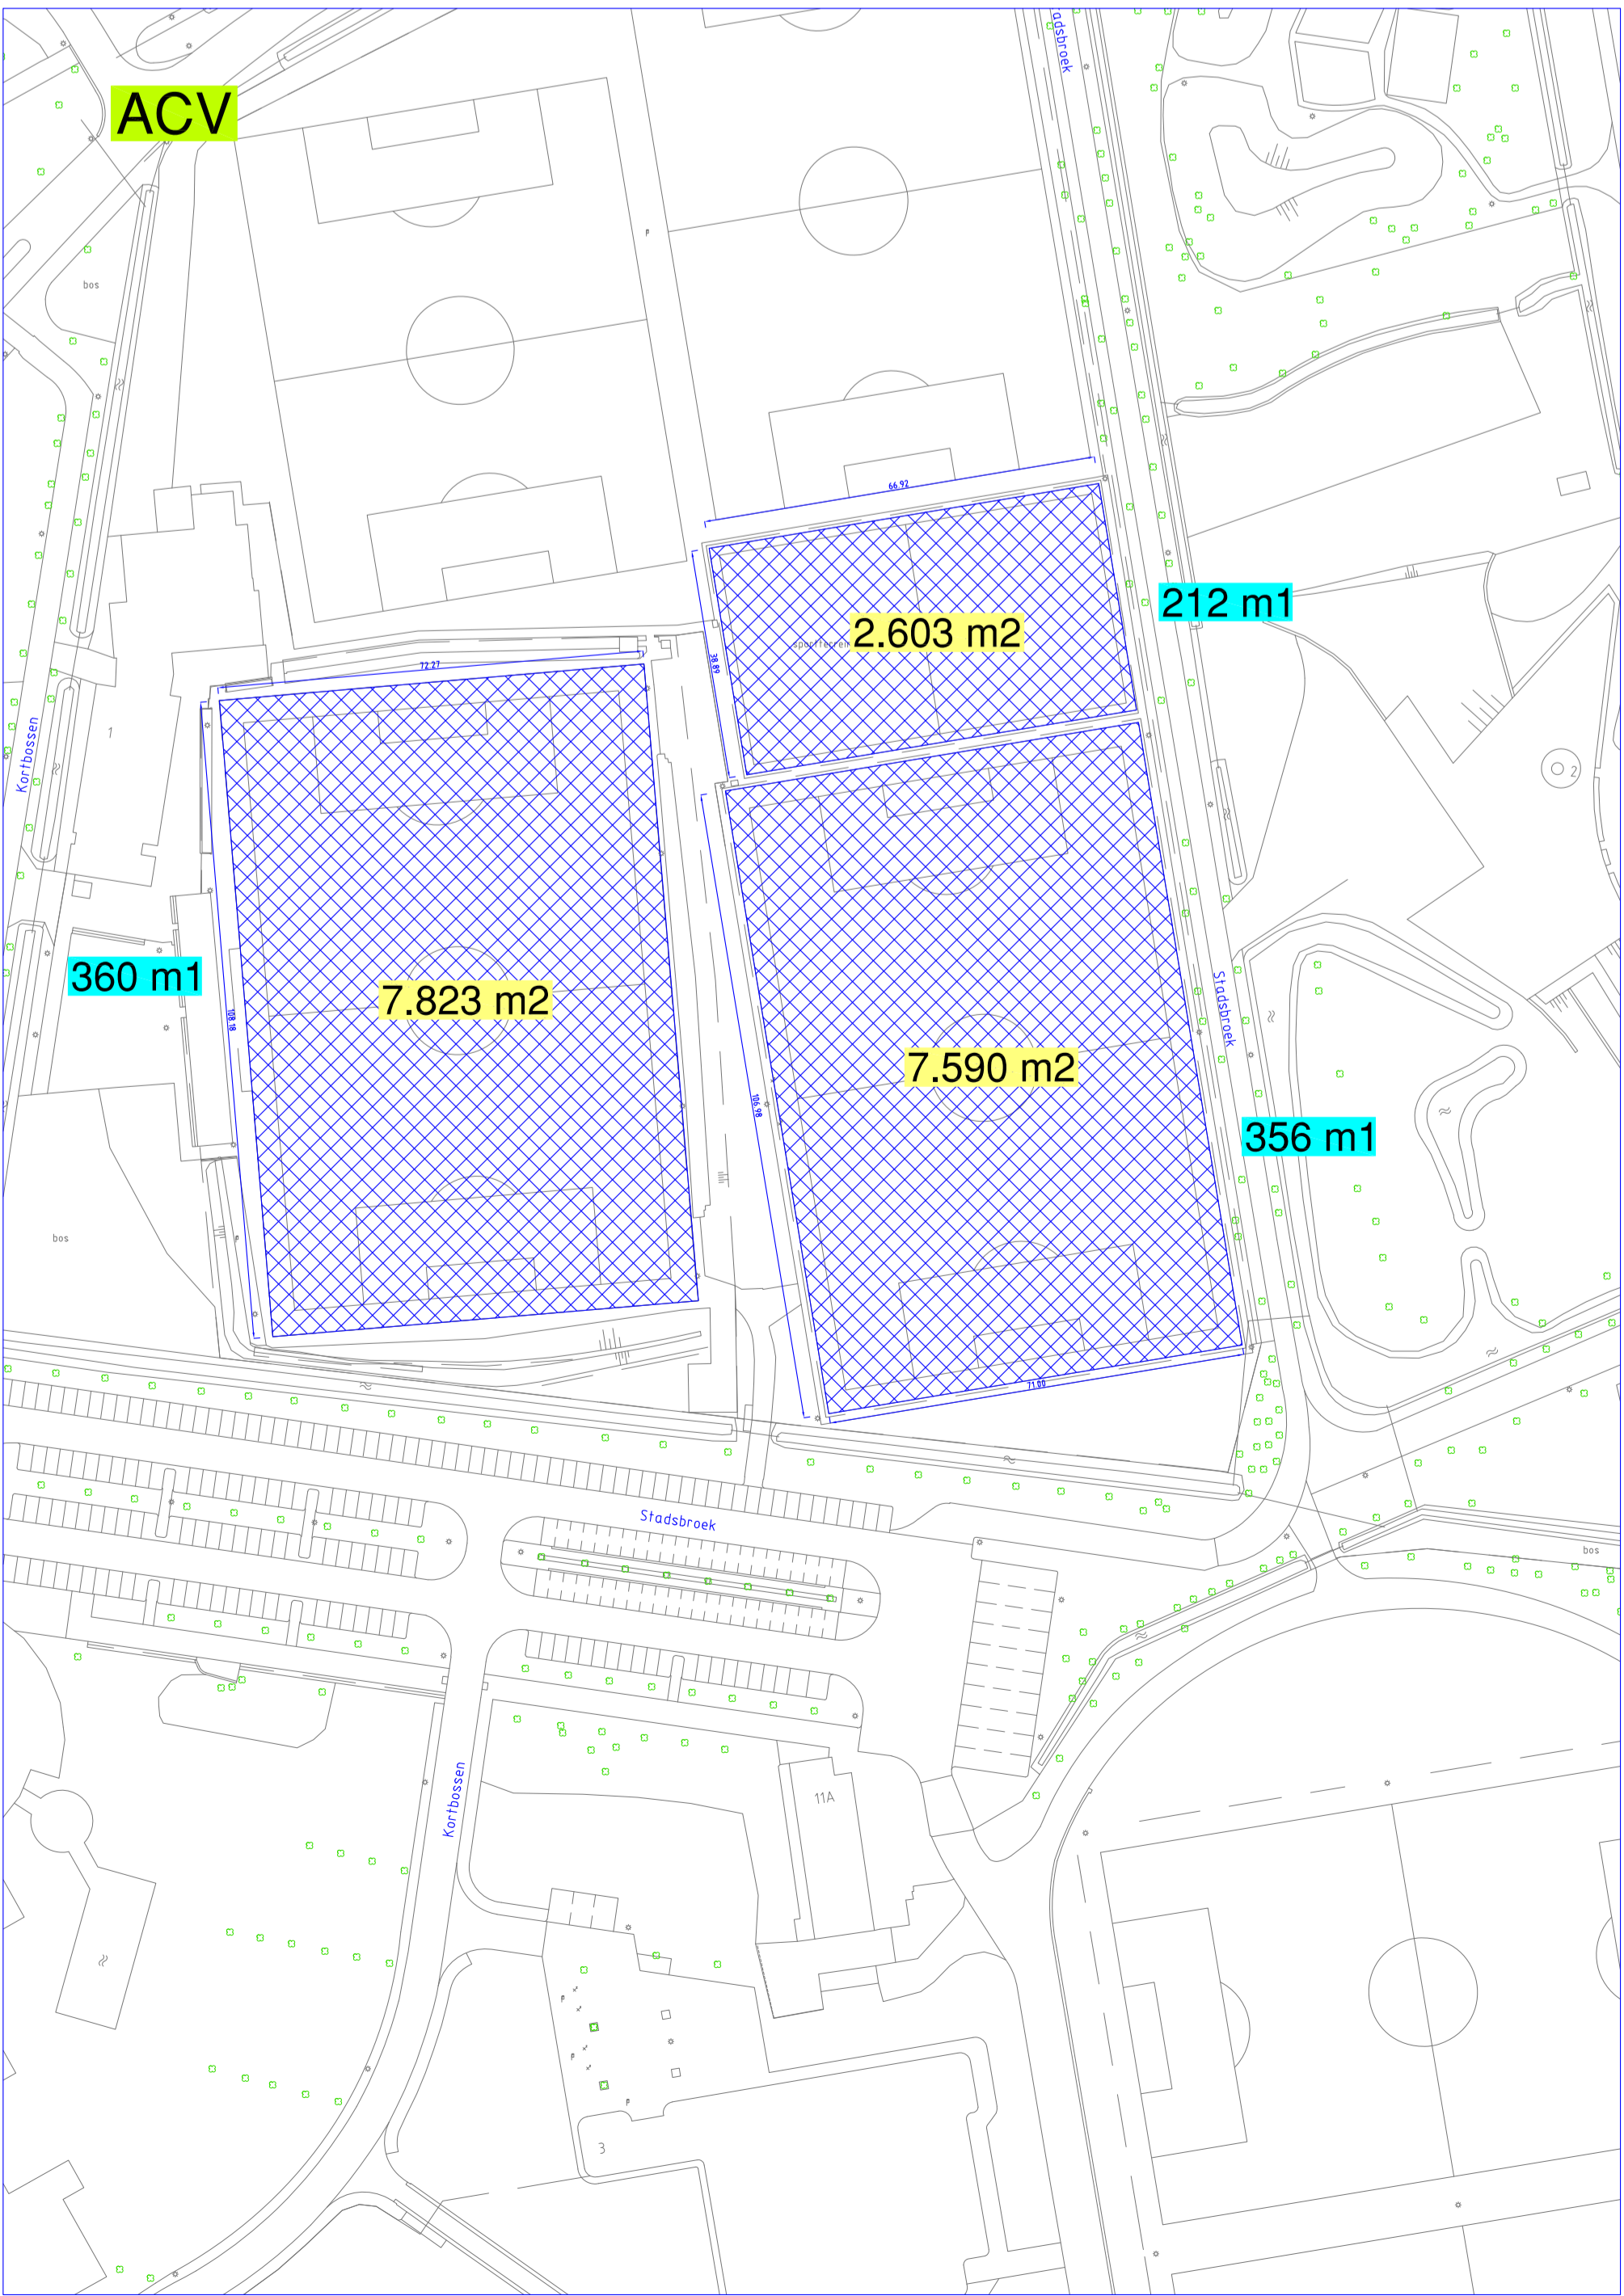 adsbroek
ACV
bos
66.92
212 m1
2.603 m2
38.89
72.27
Kortbossen
1
2
360 m1
7.823 m2
108.18
Stadsbroek
7.590 m2
106.98
356 m1
bos
71.00
Stadsbroek
bos
Kortbossen
11A
3